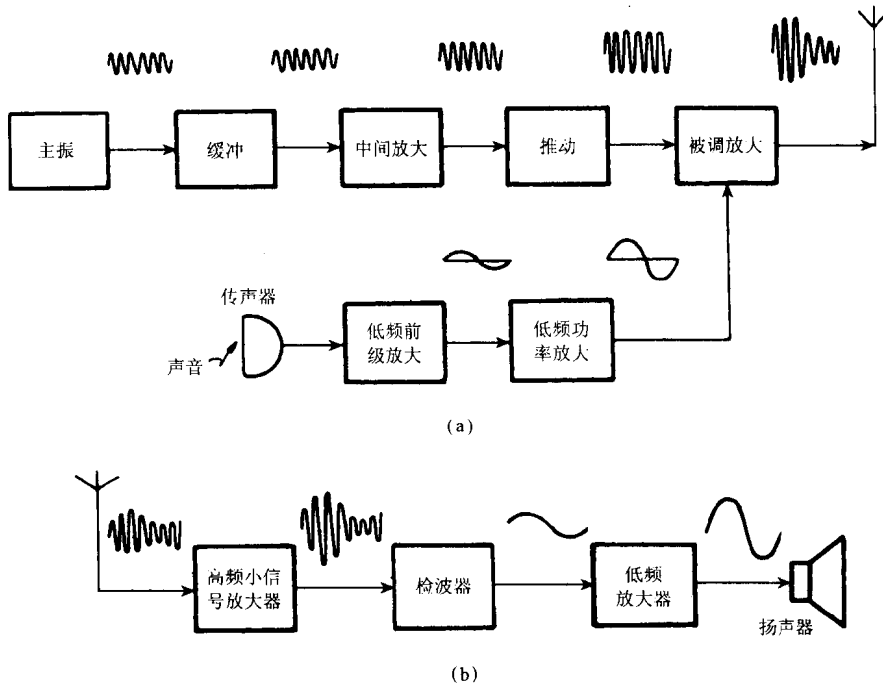 主振
缓冲
中间放大
推动
被调放大
传声器
声音
低频前
级放大
低频功
率放大
(a)
高频小信
号放大器
检波器
低频
放大器
扬声器
(b)